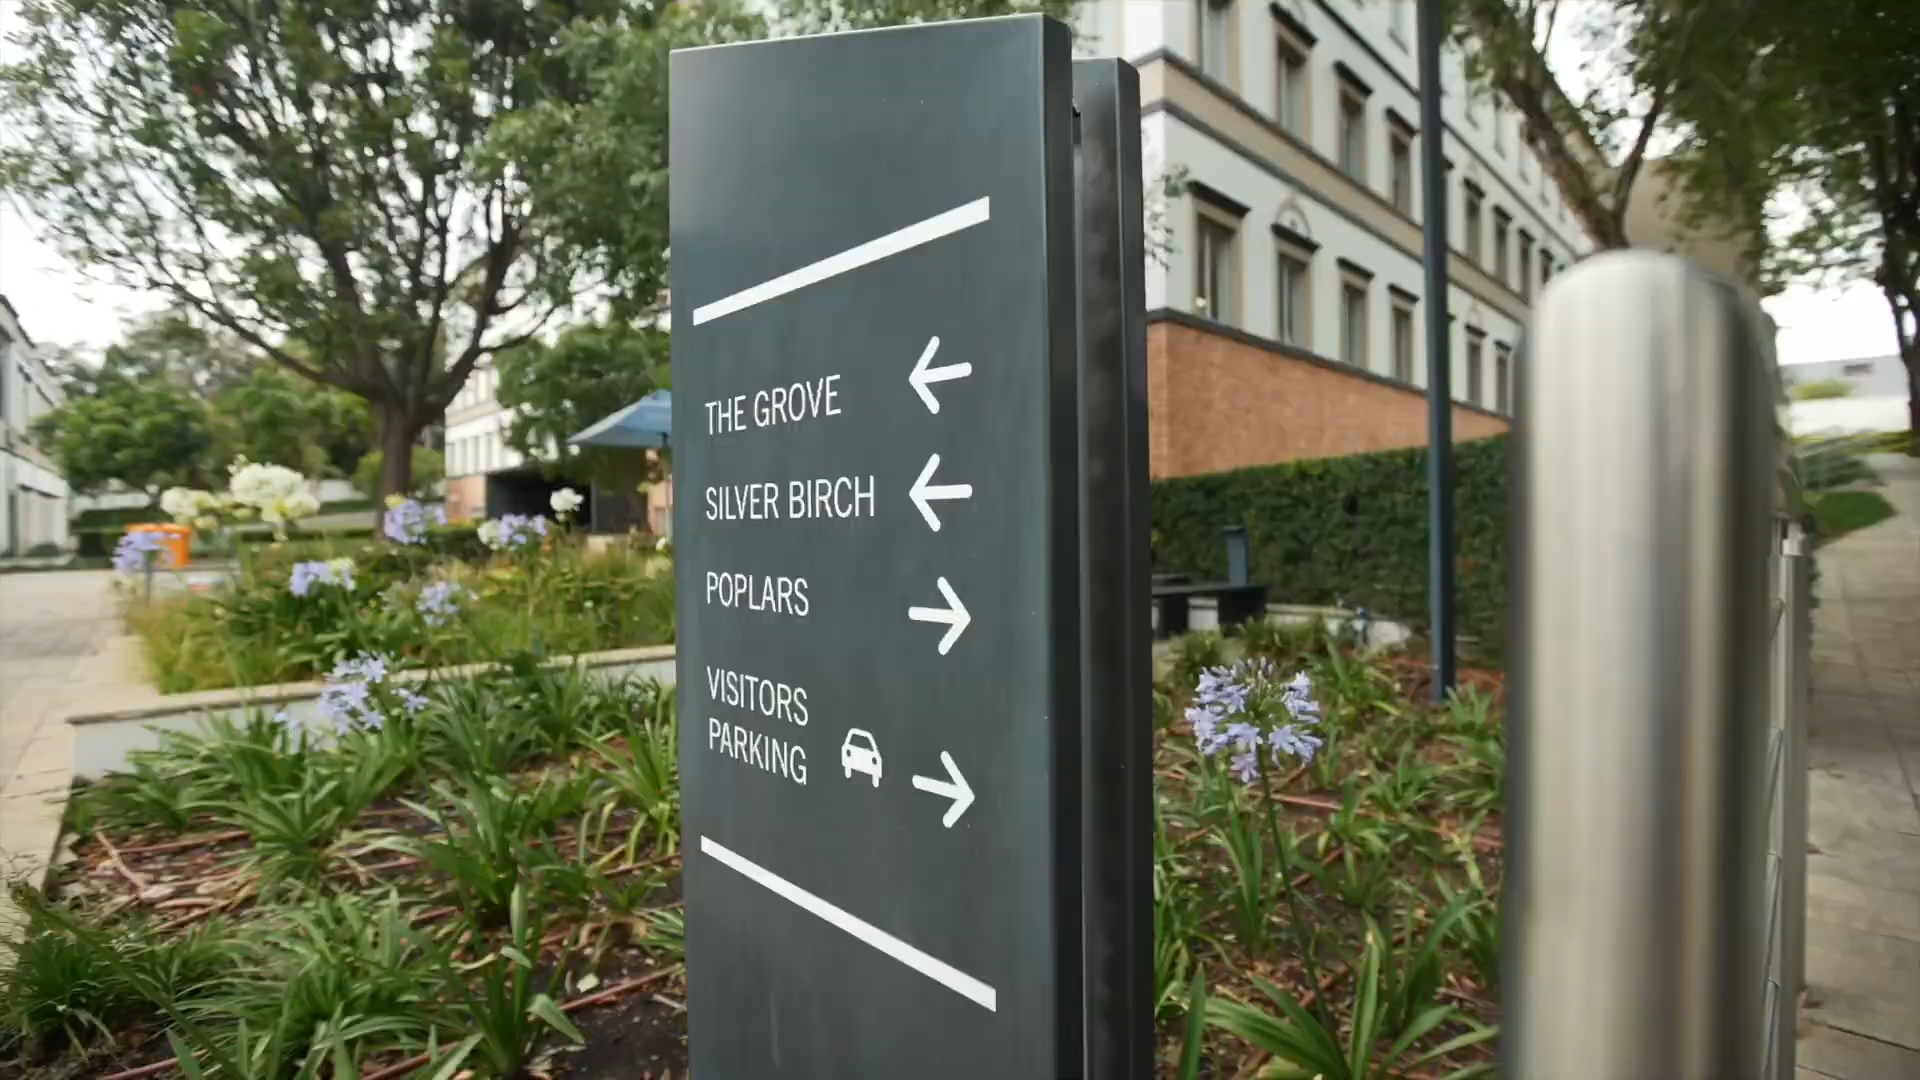 THE GROVE
SILVER BIRCH
POPLARS
VISITORS
PARKING